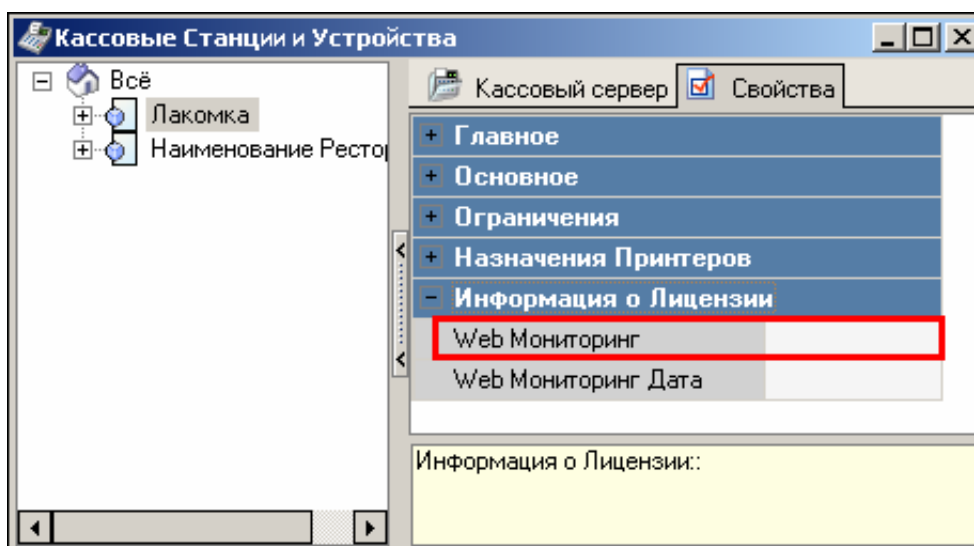 Кассовые Станции и Устройства
Всё
Лакомка
Наименование Рестор
Кассовый сервер
Свойства
Главное
Основное
Ограничения
Назначения Принтеров
Информация о Лицензии
Web Мониторинг
Web Мониторинг Дата
Информация о Лицензии::